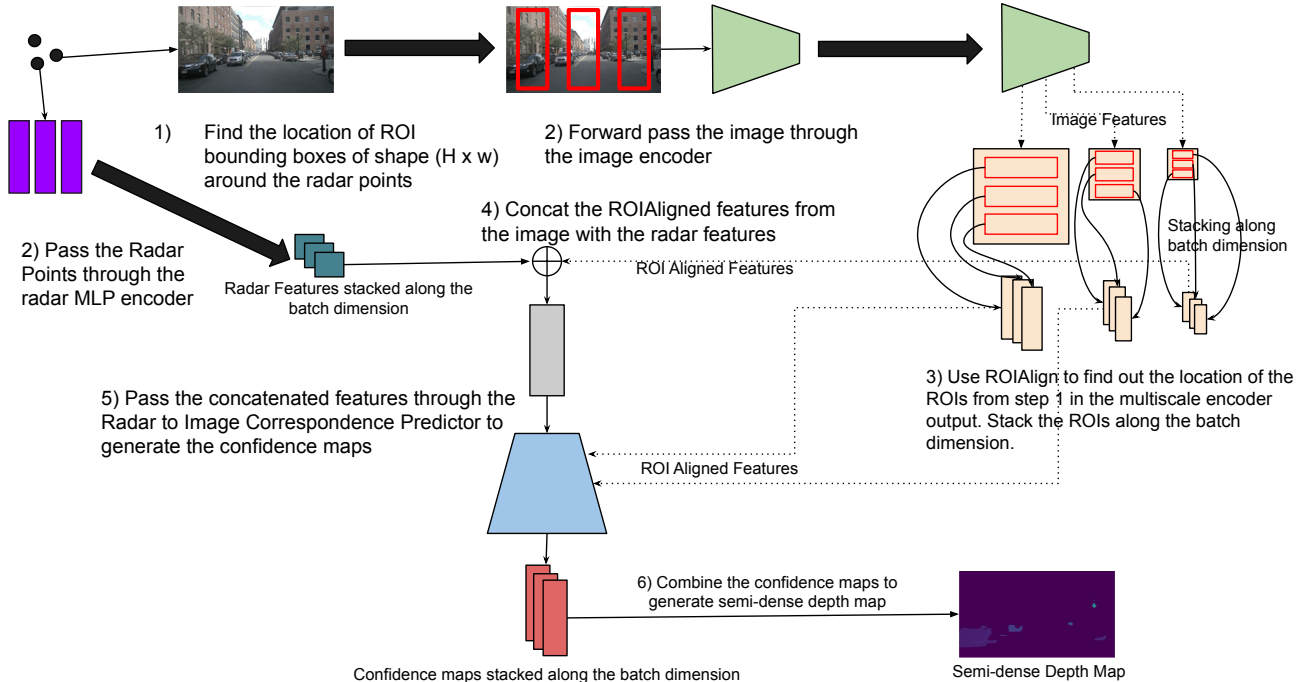 1) Find the location of ROI
bounding boxes of shape (H x w)
around the radar points
2) Forward pass the image through
the image encoder
Image Features
2) Pass the Radar
Points through the
radar MLP encoder
Radar Features stacked along the
batch dimension
4) Concat the ROIAligned features from
the image with the radar features
ROI Aligned Features
Stacking along
batch dimension
3) Use ROIAlign to find out the location of the
ROIs from step 1 in the multiscale encoder
output. Stack the ROIs along the batch
dimension.
5) Pass the concatenated features through the
Radar to Image Correspondence Predictor to
generate the confidence maps
ROI Aligned Features
6) Combine the confidence maps to
generate semi-dense depth map
Confidence maps stacked along the batch dimension
Semi-dense Depth Map